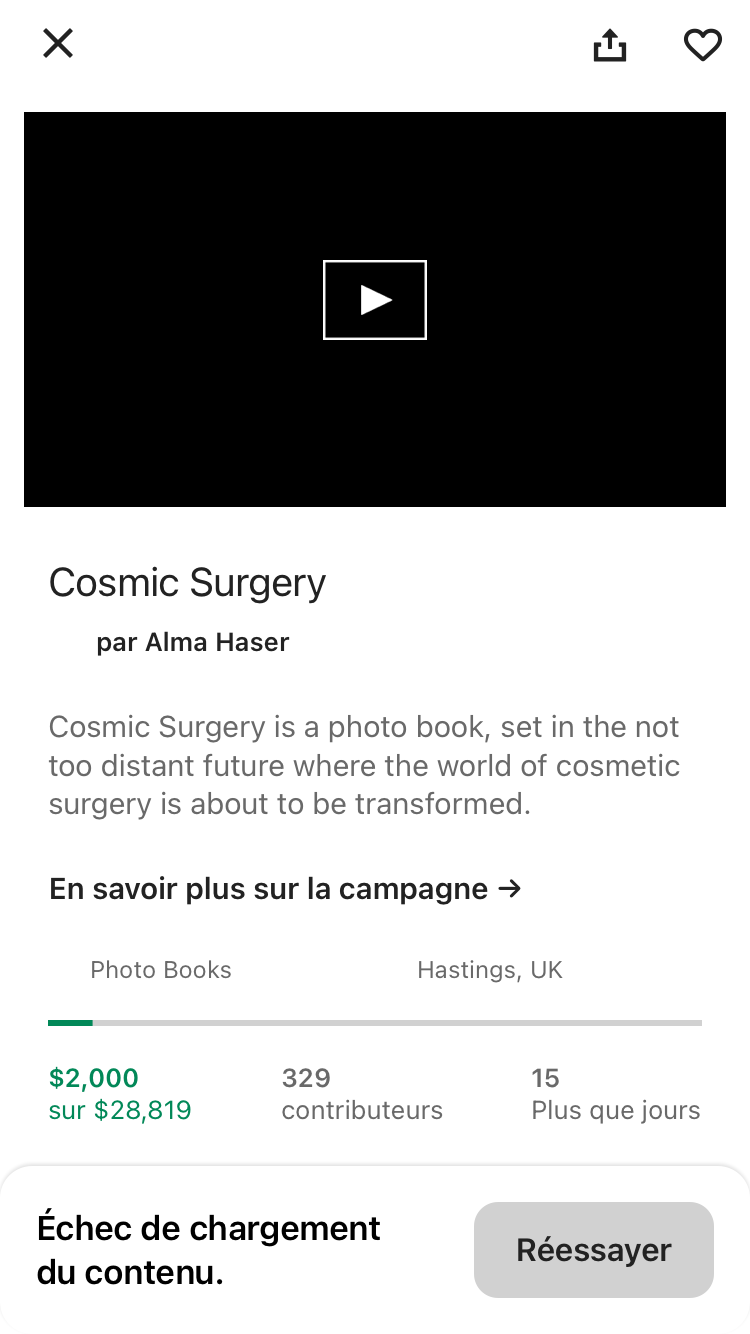 Cosmic Surgery
par Alma Haser
Cosmic Surgery is a photo book, set in the not
too distant future where the world of cosmetic
surgery is about to be transformed.
En savoir plus sur la campagne →
Photo Books
Hastings, UK
$2,000
sur $28,819
329
contributeurs
15
Plus que jours
Échec de chargement
du contenu.
Réessayer